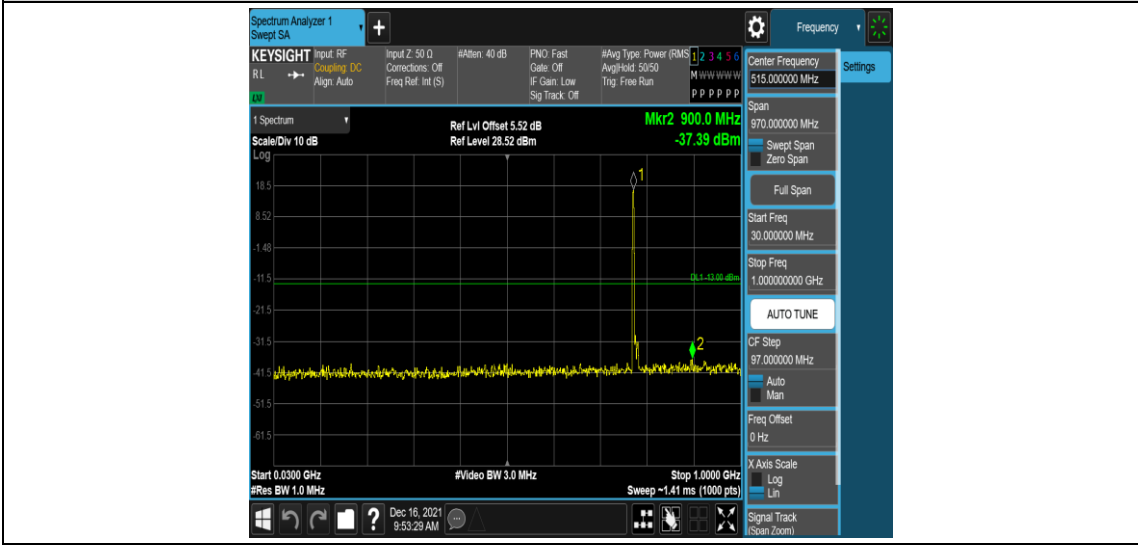 Spectrum Analyzer 1
Swept SA
+
Frequency
KEYSIGHT
RL
LM
Input: RF
Coupling: DC
Align: Auto
Input Z: 50 Ω
Corrections: Off
Freq Ref: Int (S)
#Atten: 40 dB
PNO: Fast
Gate: Off
IF Gain: Low
Sig Track: Off
#Avg Type: Power (RMS
Avg|Hold: 50/50
Trig: Free Run
1 2 3 4 5 6
M W W W W W
P P P P P P
1 Spectrum
Scale/Div 10 dB
Log
Ref Lvl Offset 5.52 dB
Ref Level 28.52 dBm
Mkr2 900.0 MHz
-37.39 dBm
1
18.5
8.52
-1.48
-11.5
DL1 -13.00 dBm
-21.5
-31.5
2
-41.5
-51.5
-61.5
Start 0.0300 GHz
#Res BW 1.0 MHz
#Video BW 3.0 MHz
Stop 1.0000 GHz
Sweep ~1.41 ms (1000 pts)
?
Dec 16, 2021
9:53:29 AM
Center Frequency
515.000000 MHz
Settings
Span
970.000000 MHz
Swept Span
Zero Span
Full Span
Start Freq
30.000000 MHz
Stop Freq
1.000000000 GHz
AUTO TUNE
CF Step
97.000000 MHz
Auto
Man
Freq Offset
0 Hz
X Axis Scale
Log
Lin
Signal Track
(Span Zoom)